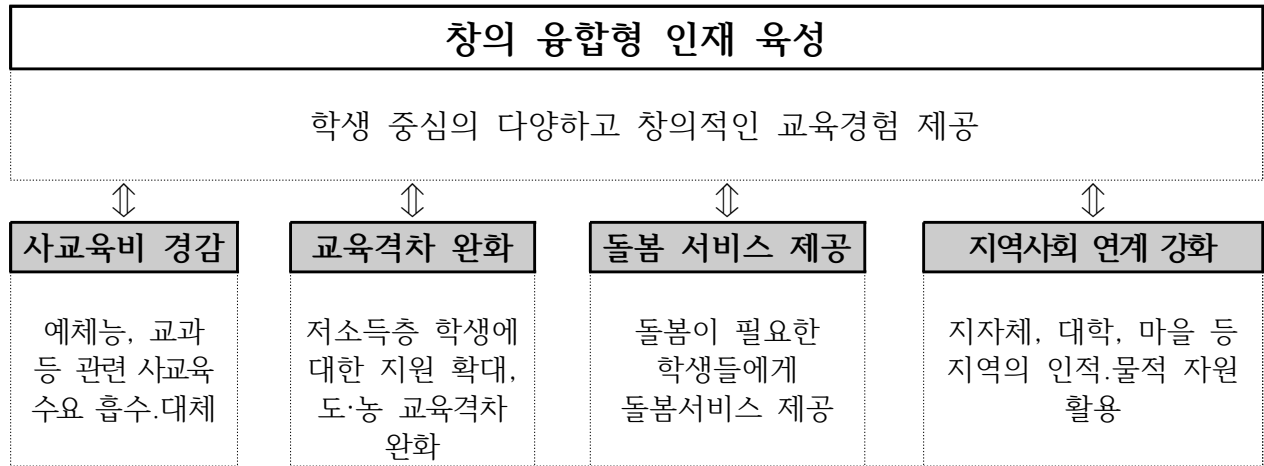 창의 융합형 인재 육성
학생 중심의 다양하고 창의적인 교육경험 제공
⇕ ⇕ ⇕ ⇕
사교육비 경감
예체능, 교과
등 관련 사교육
수요 흡수.대체
교육격차 완화
저소득층 학생에
대한 지원 확대,
도·농 교육격차
완화
돌봄 서비스 제공
돌봄이 필요한
학생들에게
돌봄서비스 제공
지역사회 연계 강화
지자체, 대학, 마을 등
지역의 인적.물적 자원
활용